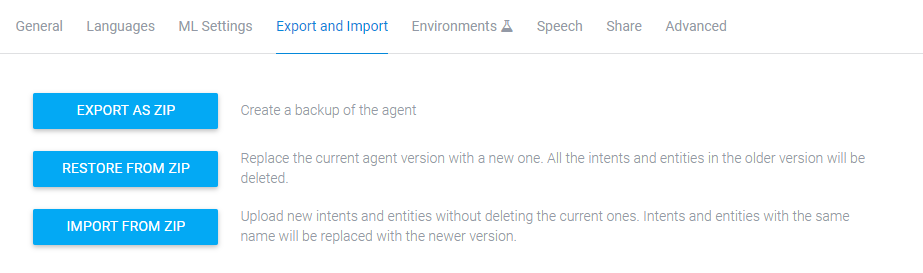 General Languages ML Settings Export and Import Environments Speech Share Advanced
EXPORT AS ZIP Create a backup of the agent
RESTORE FROM ZIP Replace the current agent version with a new one. All the intents and entities in the older version will be
deleted.
IMPORT FROM ZIP Upload new intents and entities without deleting the current ones. Intents and entities with the same
name will be replaced with the newer version.